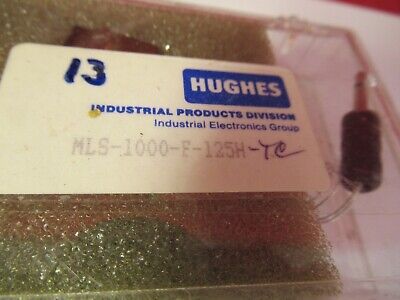 13
HUGHES
INDUSTRIAL PRODUCTS DIVISION
Industrial Electronics Group
MLS-1000-F-125H-TC